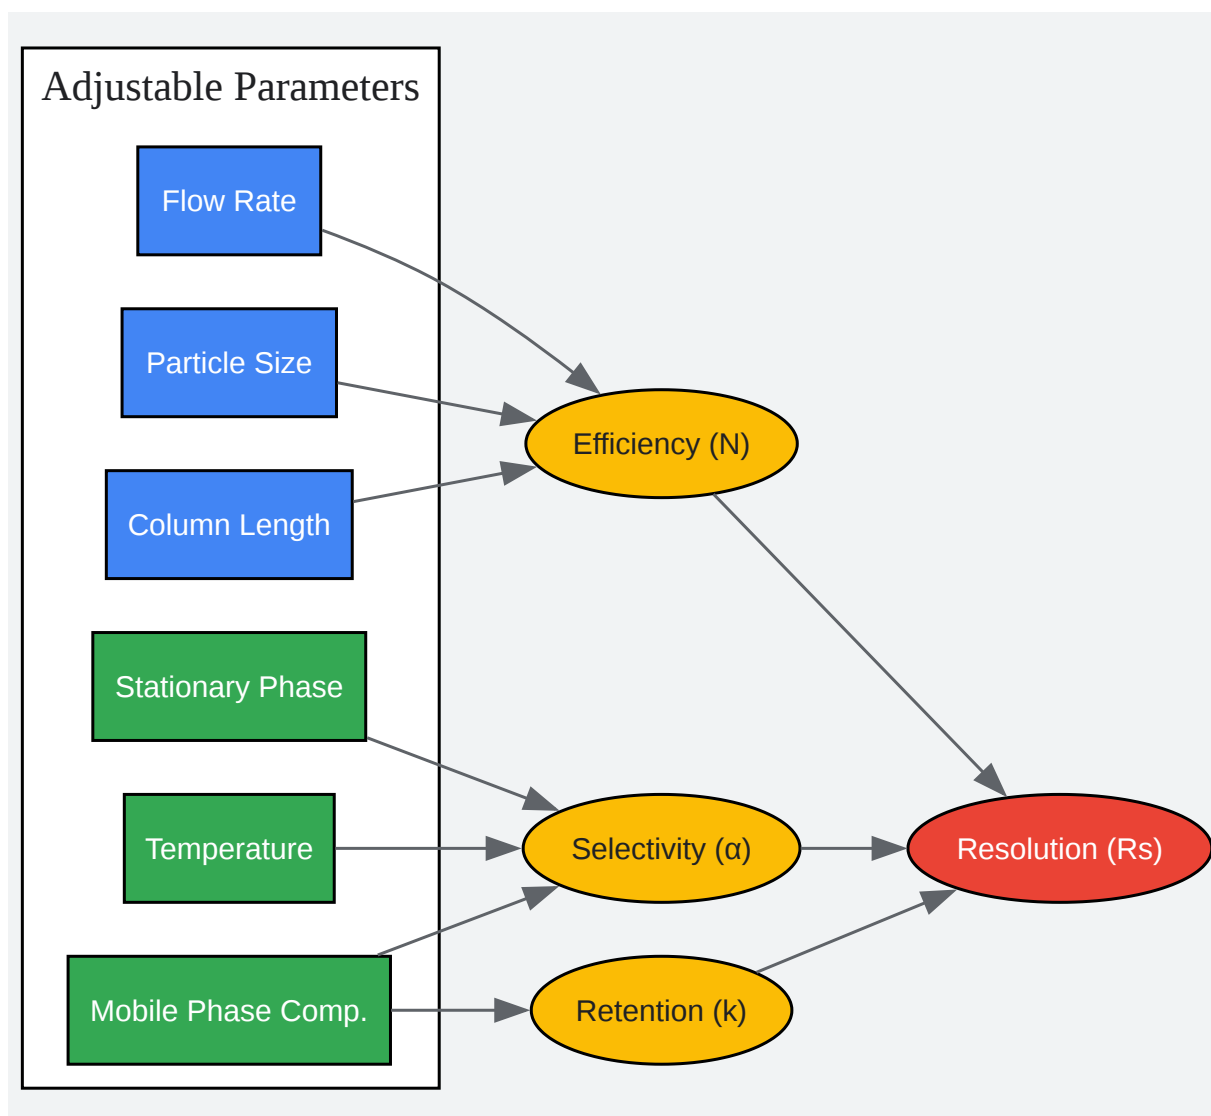 Adjustable Parameters
Flow Rate
Particle Size
Efficiency (N)
Column Length
Stationary Phase
Temperature
Selectivity (α)
Resolution (Rs)
Mobile Phase Comp.
Retention (k)